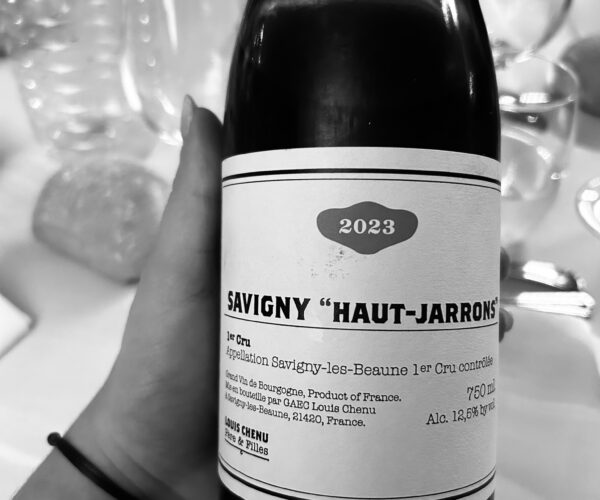 2023
SAVIGNY “HAUT-JARRONS”
1er Cru
Appellation Savigny-les-Beaune 1er Cru contrôlée
Grand Vin de Bourgogne, Product of France.
Mis en bouteille par GAEC Louis Chenu
à Savigny-les-Beaune, 21420, France.
750 ml
Alc. 12,5% by vol.
LOUIS CHENU
Père & Filles